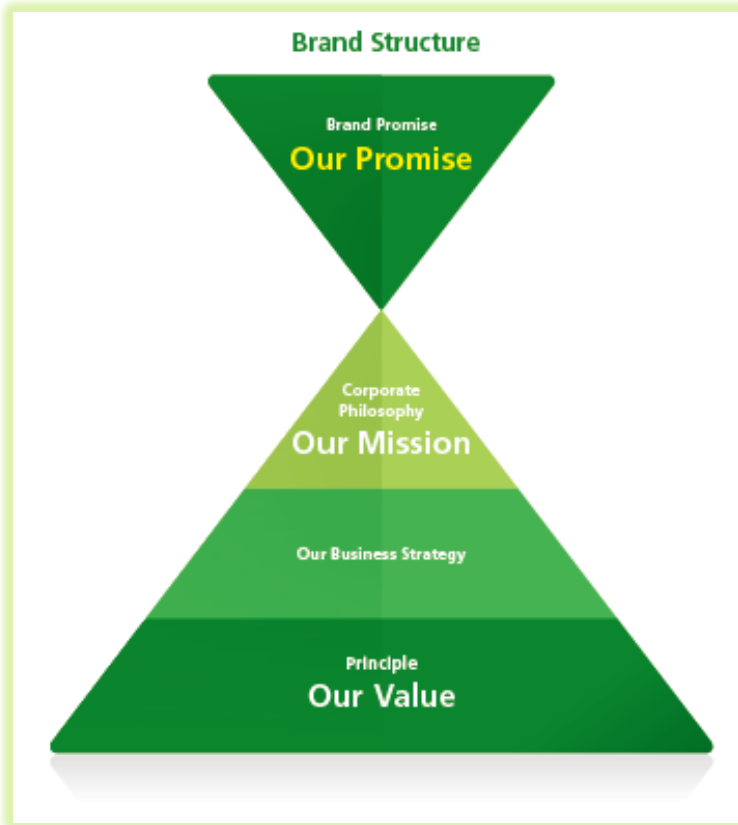 Brand Structure
Brand Promise
Our Promise
Corporate
Philosophy
Our Mission
Our Business Strategy
Principle
Our Value